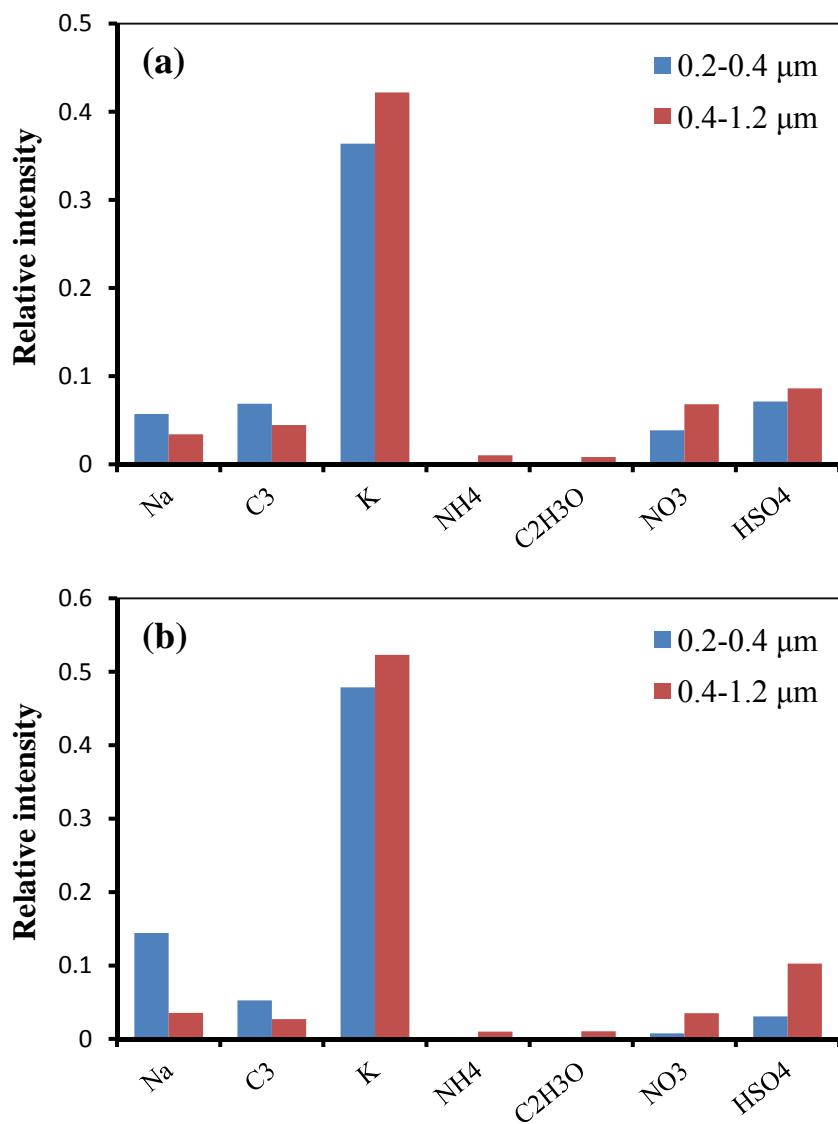 (a)
0.2-0.4 μm
0.4-1.2 μm
Relative intensity
0.5
0.4
0.3
0.2
0.1
0
Na
C3
K
NH4
C2H3O
NO3
HSO4
(b)
0.2-0.4 μm
0.4-1.2 μm
Relative intensity
0.6
0.5
0.4
0.3
0.2
0.1
0
Na
C3
K
NH4
C2H3O
NO3
HSO4